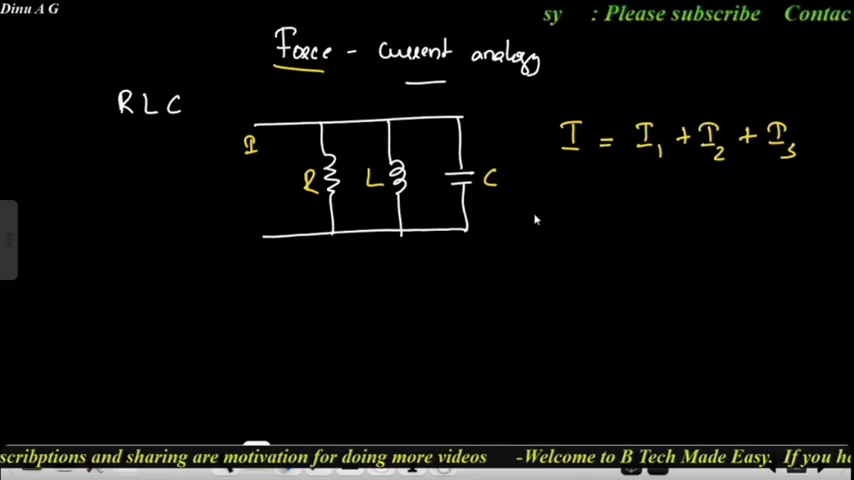 Dinu A G
sy : Please subscribe Contac
Force - current analogy
R L C
I
R
L
C
I = I1 + I2 + I3
scribptions and sharing are motivation for doing more videos -Welcome to B Tech Made Easy. If you ha